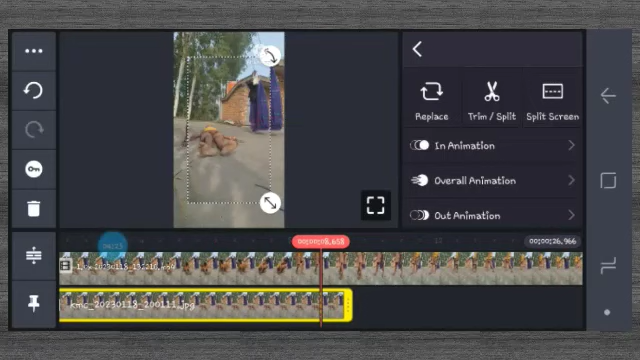 Replace
Trim / Split
Split Screen
In Animation
Overall Animation
Out Animation
00:00:08,658
00:00:26,966
kmc_20230118_200111.jpg